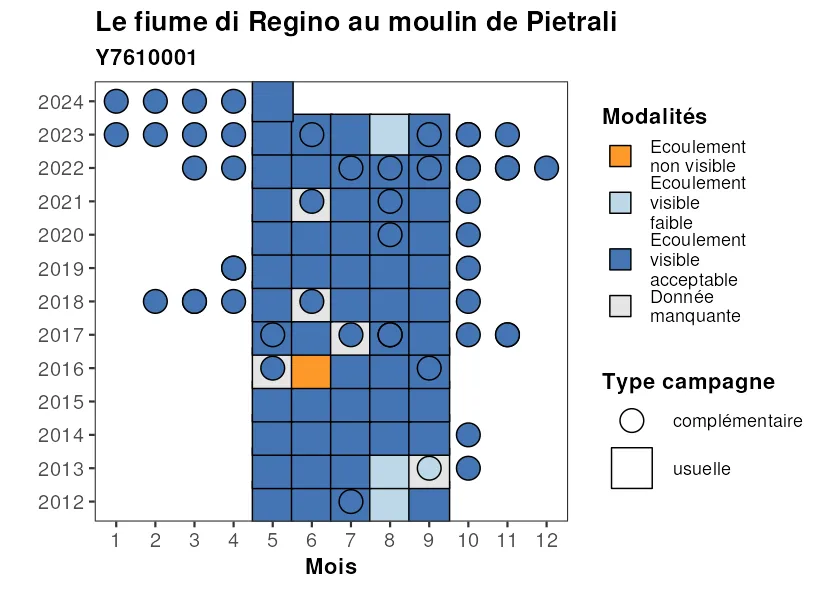 Le fiume di Regino au moulin de Pietrali
Y7610001
2024
2023
2022
2021
2020
2019
2018
2017
2016
2015
2014
2013
2012
1 2 3 4 5 6 7 8 9 10 11 12
Mois
Modalités
Ecoulement
non visible
Ecoulement
visible
faible
Ecoulement
visible
acceptable
Donnée
manquante
Type campagne
complémentaire
usuelle